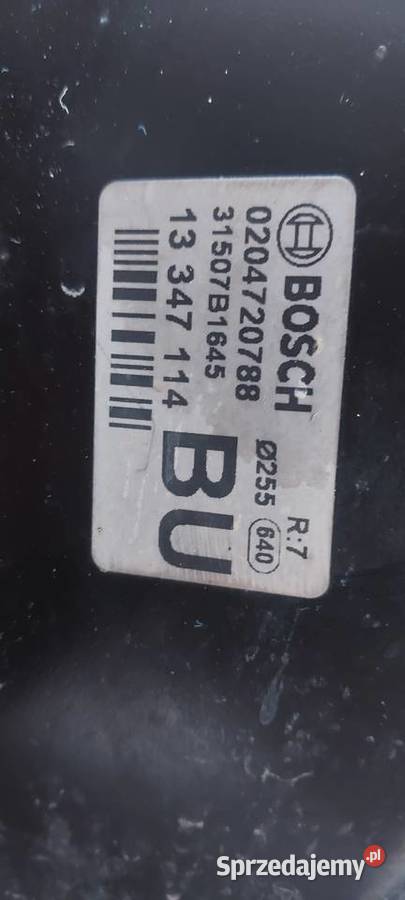 BOSCH
0204720788
31507B1645
13 347 114
R:7
Ø255 640
BU
Sprzedajemy.pl